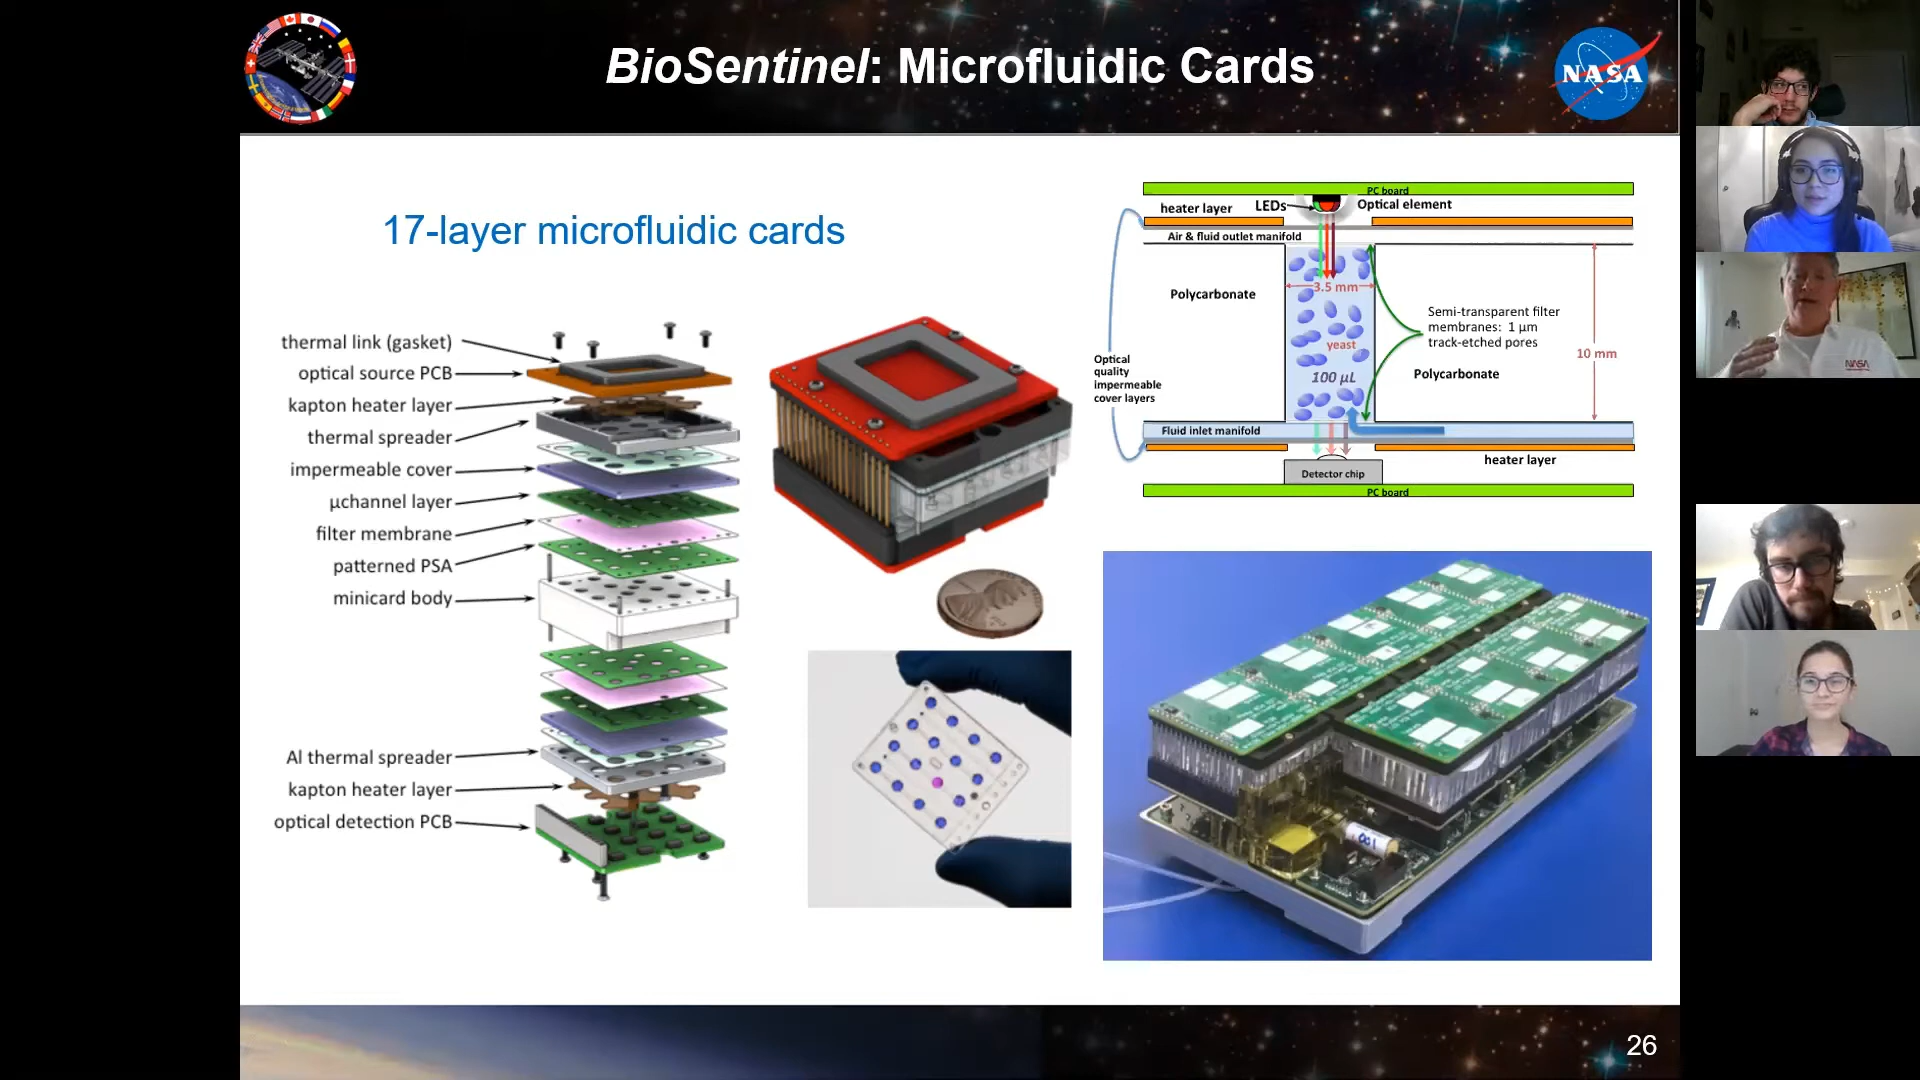 BioSentinel: Microfluidic Cards
NASA
17-layer microfluidic cards
thermal link (gasket)
optical source PCB
kapton heater layer
thermal spreader
impermeable cover
µchannel layer
filter membrane
patterned PSA
minicard body
Al thermal spreader
kapton heater layer
optical detection PCB
PC board
heater layer
LEDs
Optical element
Air & fluid outlet manifold
3.5 mm
Polycarbonate
Semi-transparent filter
membranes: 1 µm
track-etched pores
yeast
10 mm
Optical
quality
impermeable
cover layers
100 µL
Polycarbonate
Fluid inlet manifold
heater layer
Detector chip
PC board
001
26
NASA